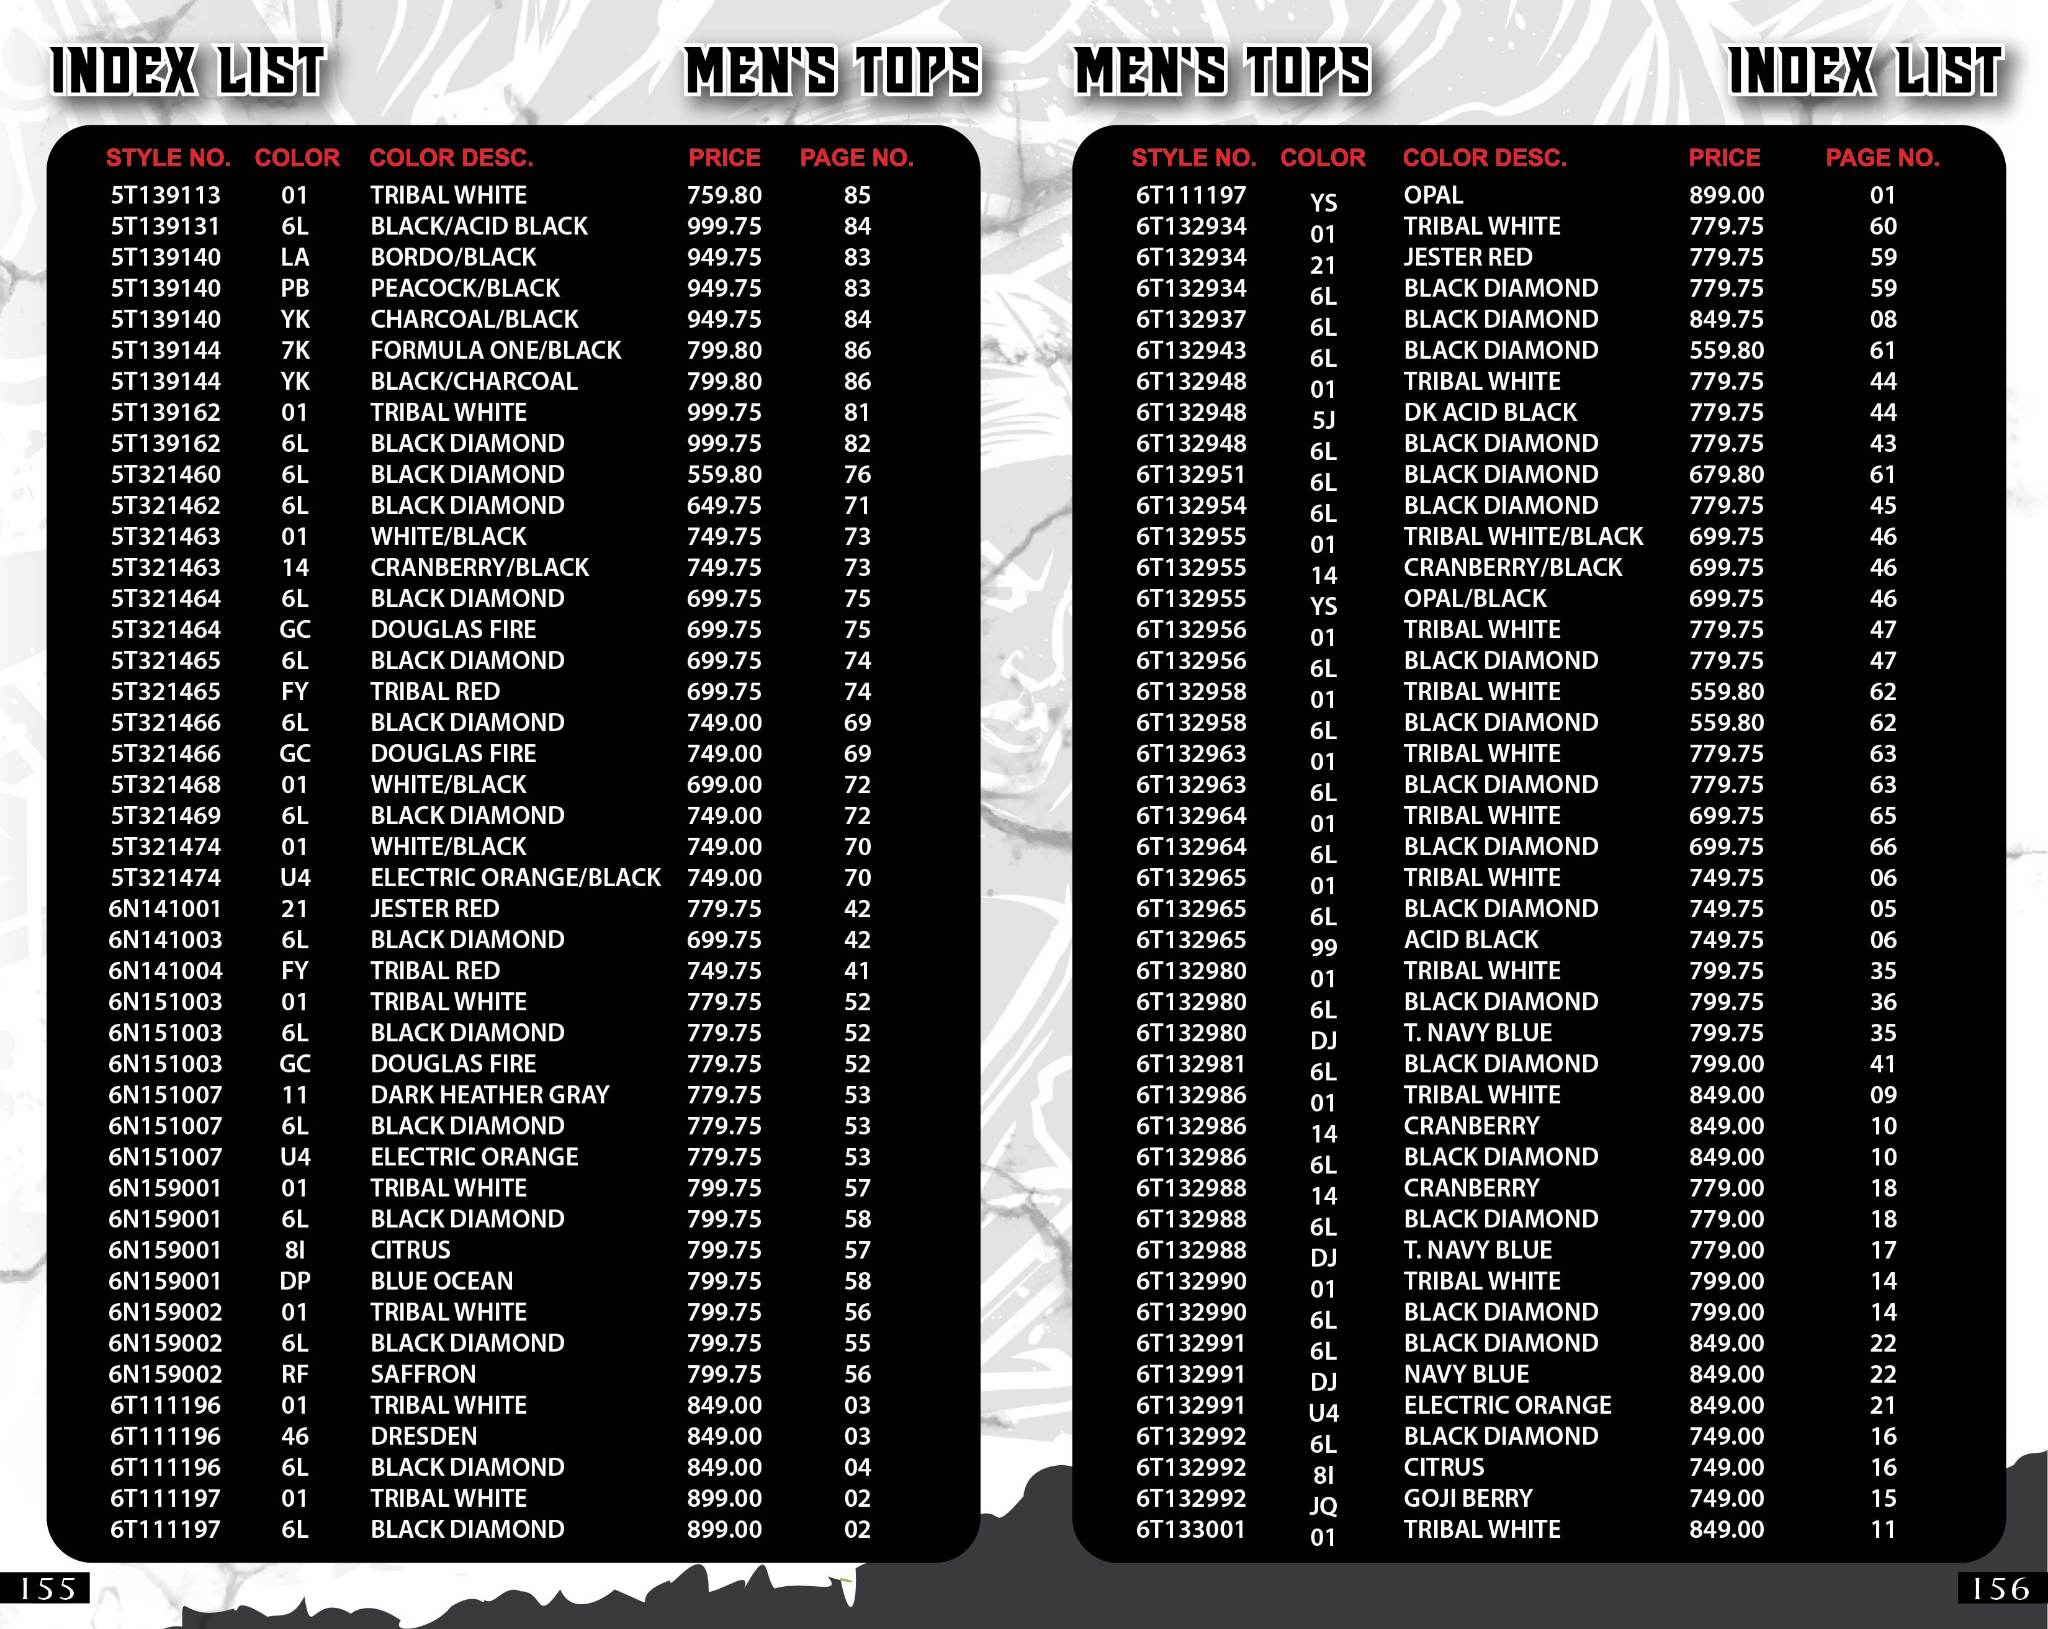 INDEX LIST MEN'S TOPS
STYLE NO. COLOR COLOR DESC. PRICE PAGE NO.
5T139113 01 TRIBAL WHITE 759.80 85
5T139131 6L BLACK/ACID BLACK 999.75 84
5T139140 LA BORDO/BLACK 949.75 83
5T139140 PB PEACOCK/BLACK 949.75 83
5T139140 YK CHARCOAL/BLACK 949.75 84
5T139144 7K FORMULA ONE/BLACK 799.80 86
5T139144 YK BLACK/CHARCOAL 799.80 86
5T139162 01 TRIBAL WHITE 999.75 81
5T139162 6L BLACK DIAMOND 999.75 82
5T321460 6L BLACK DIAMOND 559.80 76
5T321462 6L BLACK DIAMOND 649.75 71
5T321463 01 WHITE/BLACK 749.75 73
5T321463 14 CRANBERRY/BLACK 749.75 73
5T321464 6L BLACK DIAMOND 699.75 75
5T321464 GC DOUGLAS FIRE 699.75 75
5T321465 6L BLACK DIAMOND 699.75 74
5T321465 FY TRIBAL RED 699.75 74
5T321466 6L BLACK DIAMOND 749.00 69
5T321466 GC DOUGLAS FIRE 749.00 69
5T321468 01 WHITE/BLACK 699.00 72
5T321469 6L BLACK DIAMOND 749.00 72
5T321474 01 WHITE/BLACK 749.00 70
5T321474 U4 ELECTRIC ORANGE/BLACK 749.00 70
6N141001 21 JESTER RED 779.75 42
6N141003 6L BLACK DIAMOND 699.75 42
6N141004 FY TRIBAL RED 749.75 41
6N151003 01 TRIBAL WHITE 779.75 52
6N151003 6L BLACK DIAMOND 779.75 52
6N151003 GC DOUGLAS FIRE 779.75 52
6N151007 11 DARK HEATHER GRAY 779.75 53
6N151007 6L BLACK DIAMOND 779.75 53
6N151007 U4 ELECTRIC ORANGE 779.75 53
6N159001 01 TRIBAL WHITE 799.75 57
6N159001 6L BLACK DIAMOND 799.75 58
6N159001 8I CITRUS 799.75 57
6N159001 DP BLUE OCEAN 799.75 58
6N159002 01 TRIBAL WHITE 799.75 56
6N159002 6L BLACK DIAMOND 799.75 55
6N159002 RF SAFFRON 799.75 56
6T111196 01 TRIBAL WHITE 849.00 03
6T111196 46 DRESDEN 849.00 03
6T111196 6L BLACK DIAMOND 849.00 04
6T111197 01 TRIBAL WHITE 899.00 02
6T111197 6L BLACK DIAMOND 899.00 02
155
MEN'S TOPS INDEX LIST
STYLE NO. COLOR COLOR DESC. PRICE PAGE NO.
6T111197 YS OPAL 899.00 01
6T132934 01 TRIBAL WHITE 779.75 60
6T132934 21 JESTER RED 779.75 59
6T132934 6L BLACK DIAMOND 779.75 59
6T132937 6L BLACK DIAMOND 849.75 08
6T132943 6L BLACK DIAMOND 559.80 61
6T132948 01 TRIBAL WHITE 779.75 44
6T132948 5J DK ACID BLACK 779.75 44
6T132948 6L BLACK DIAMOND 779.75 43
6T132951 6L BLACK DIAMOND 679.80 61
6T132954 6L BLACK DIAMOND 779.75 45
6T132955 01 TRIBAL WHITE/BLACK 699.75 46
6T132955 14 CRANBERRY/BLACK 699.75 46
6T132955 YS OPAL/BLACK 699.75 46
6T132956 01 TRIBAL WHITE 779.75 47
6T132956 6L BLACK DIAMOND 779.75 47
6T132958 01 TRIBAL WHITE 559.80 62
6T132958 6L BLACK DIAMOND 559.80 62
6T132963 01 TRIBAL WHITE 779.75 63
6T132963 6L BLACK DIAMOND 779.75 63
6T132964 01 TRIBAL WHITE 699.75 65
6T132964 6L BLACK DIAMOND 699.75 66
6T132965 01 TRIBAL WHITE 749.75 06
6T132965 6L BLACK DIAMOND 749.75 05
6T132965 99 ACID BLACK 749.75 06
6T132980 01 TRIBAL WHITE 799.75 35
6T132980 6L BLACK DIAMOND 799.75 36
6T132980 DJ T. NAVY BLUE 799.75 35
6T132981 6L BLACK DIAMOND 799.00 41
6T132986 01 TRIBAL WHITE 849.00 09
6T132986 14 CRANBERRY 849.00 10
6T132986 6L BLACK DIAMOND 849.00 10
6T132988 14 CRANBERRY 779.00 18
6T132988 6L BLACK DIAMOND 779.00 18
6T132988 DJ T. NAVY BLUE 779.00 17
6T132990 01 TRIBAL WHITE 799.00 14
6T132990 6L BLACK DIAMOND 799.00 14
6T132991 6L BLACK DIAMOND 849.00 22
6T132991 DJ NAVY BLUE 849.00 22
6T132991 U4 ELECTRIC ORANGE 849.00 21
6T132992 6L BLACK DIAMOND 749.00 16
6T132992 8I CITRUS 749.00 16
6T132992 JQ GOJI BERRY 749.00 15
6T133001 01 TRIBAL WHITE 849.00 11
156